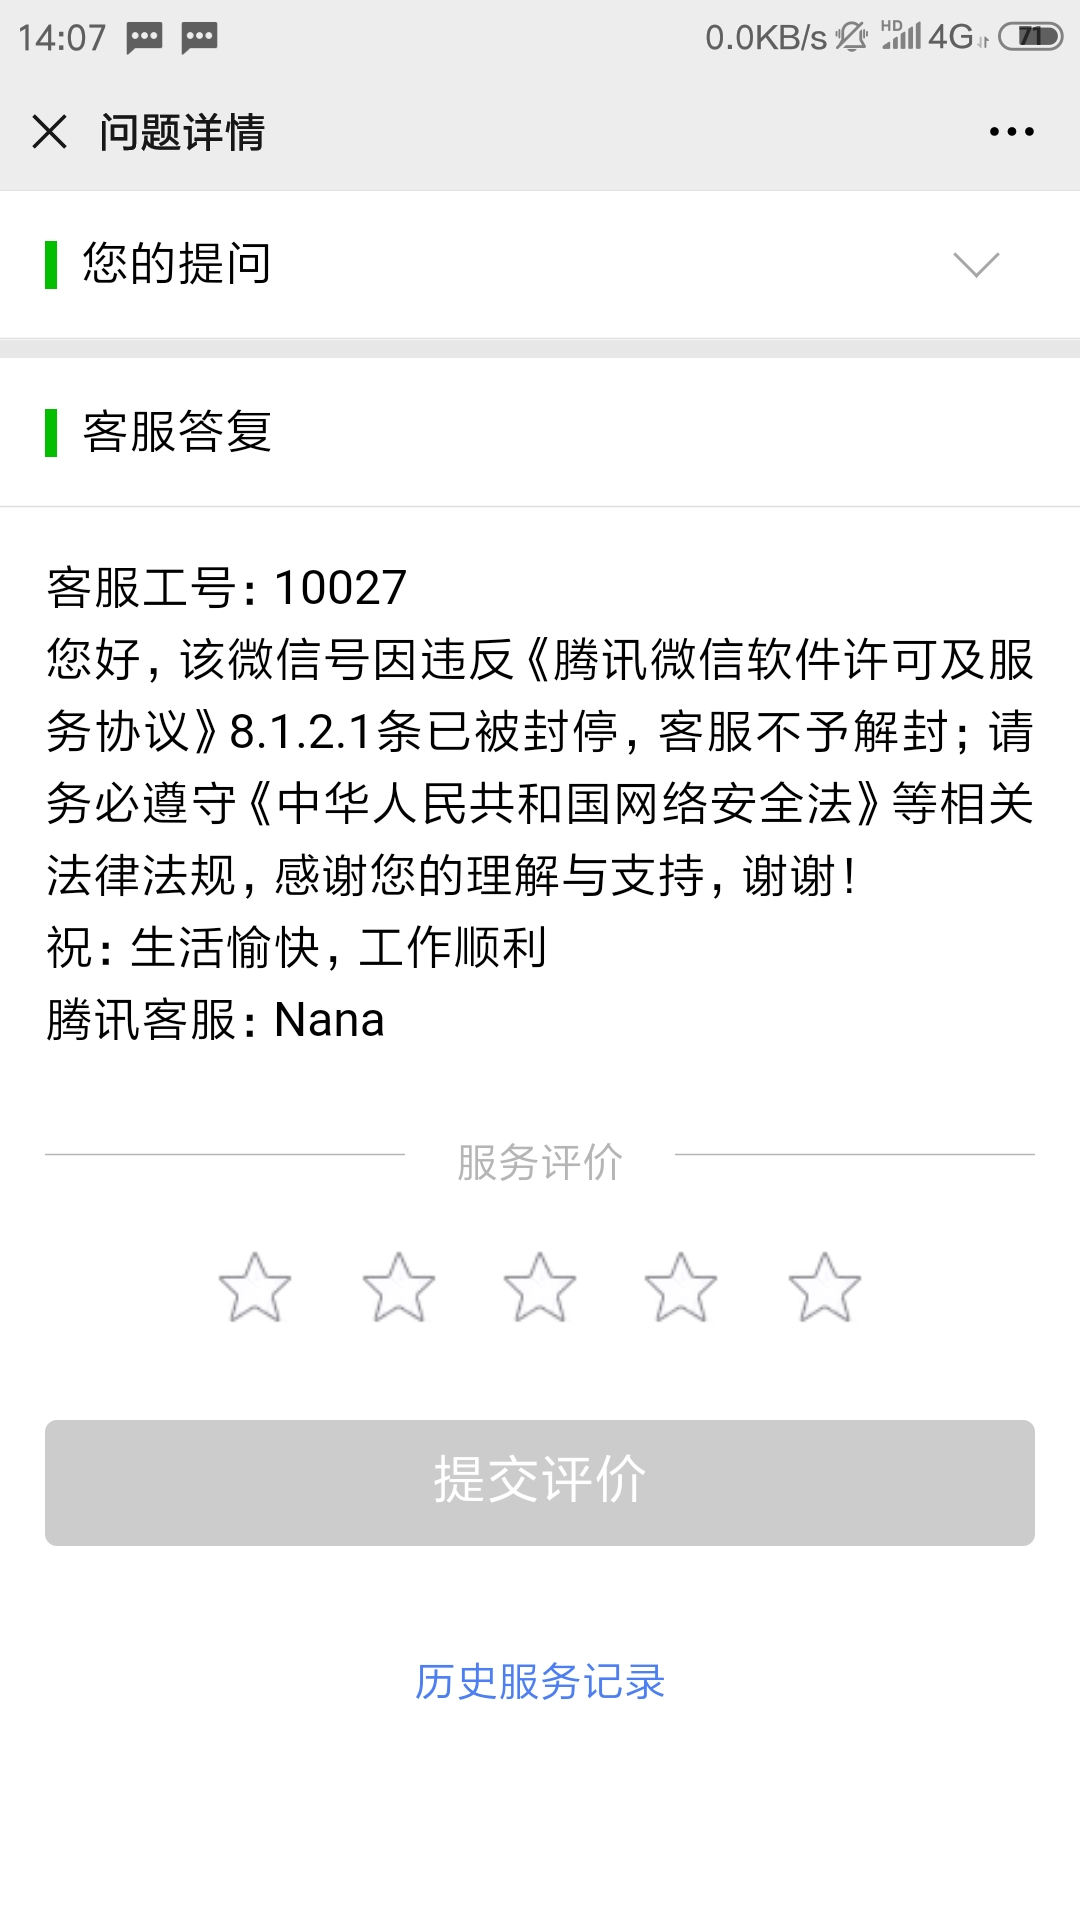 14:07 0.0KB/s HD 4G 71
问题详情
您的提问
客服答复
客服工号：10027
您好，该微信号因违反《腾讯微信软件许可及服
务协议》8.1.2.1条已被封停，客服不予解封；请
务必遵守《中华人民共和国网络安全法》等相关
法律法规，感谢您的理解与支持，谢谢！
祝：生活愉快，工作顺利
腾讯客服：Nana
服务评价
提交评价
历史服务记录